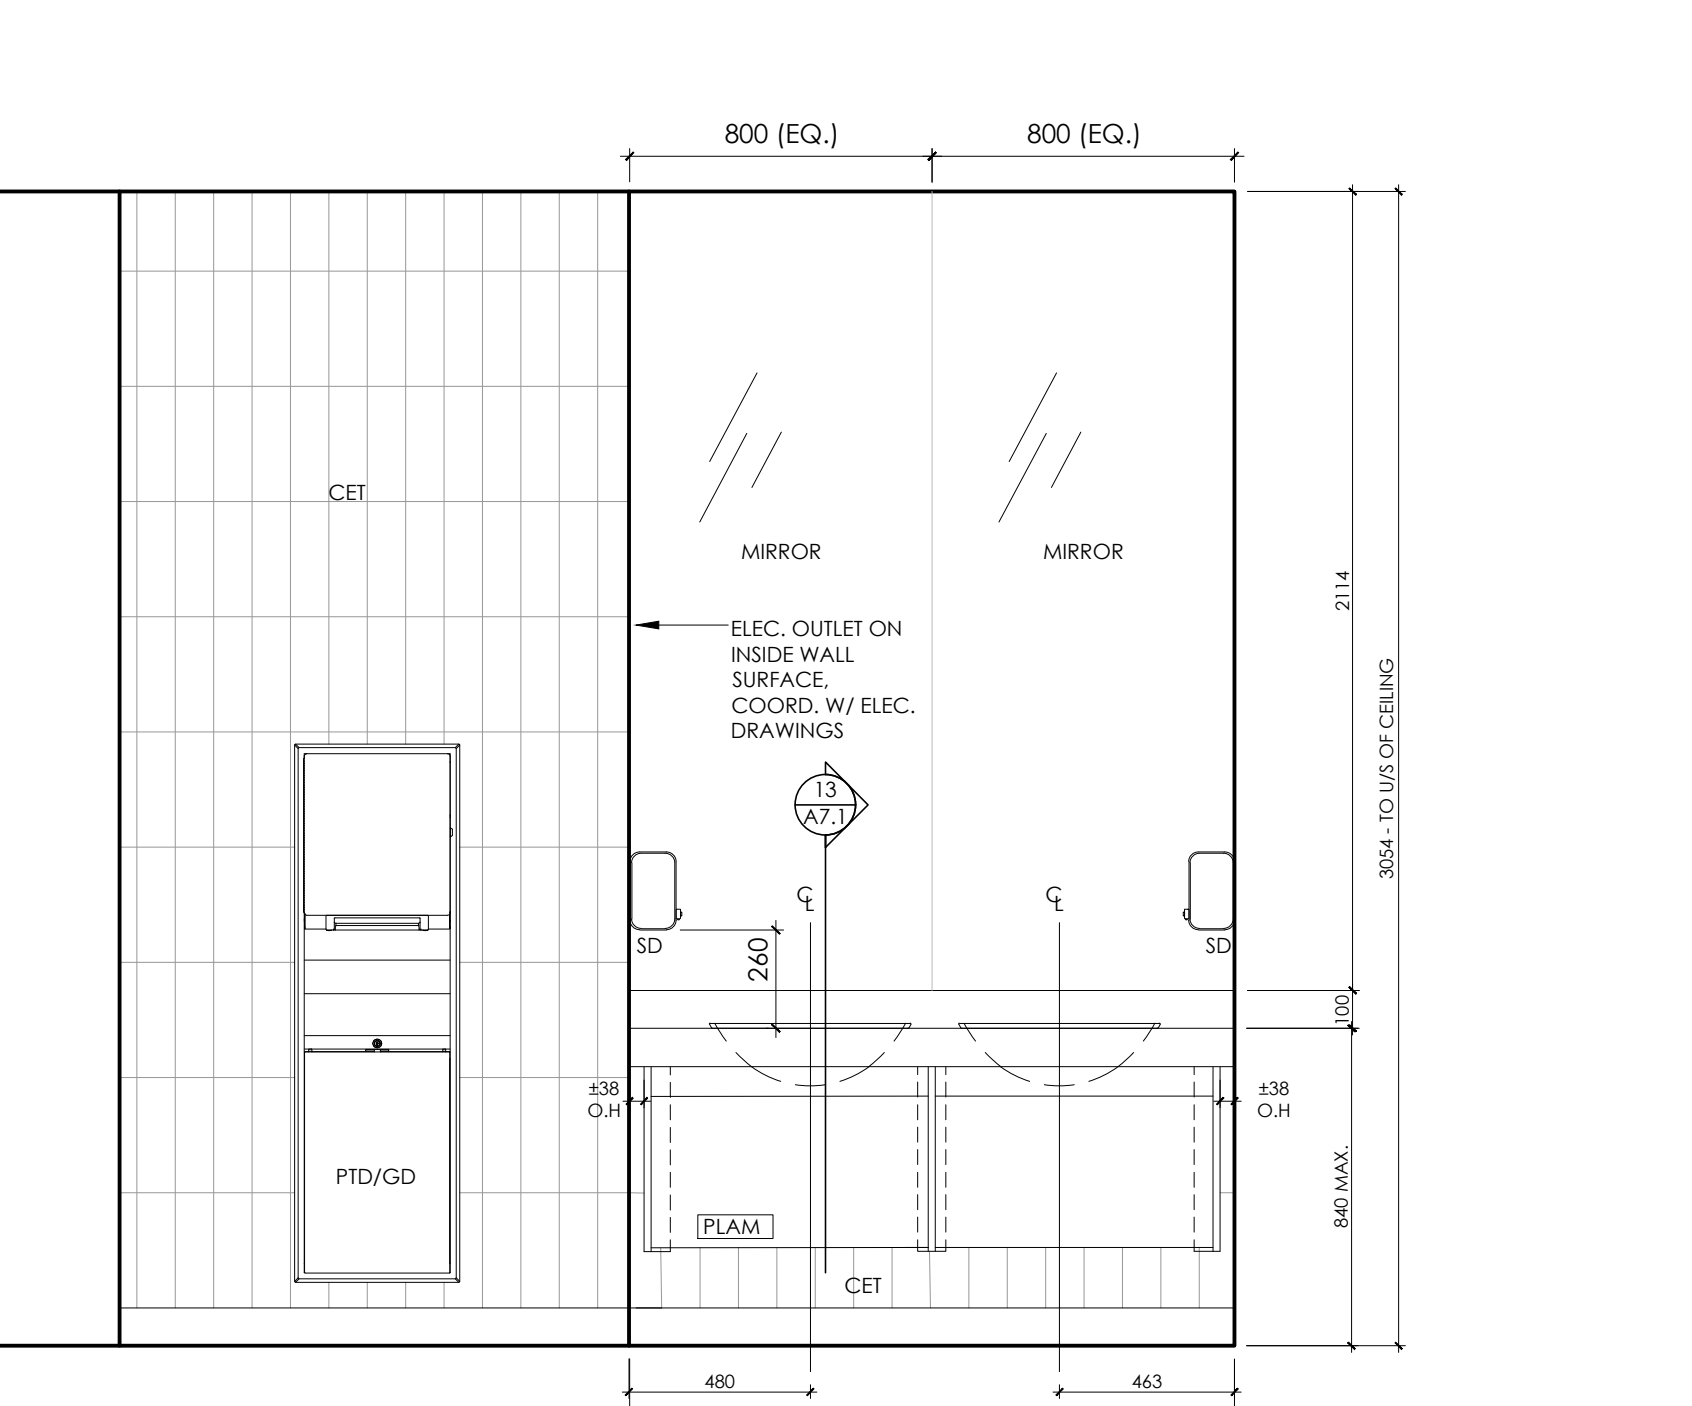 800 (EQ.)
800 (EQ.)
CET
MIRROR
MIRROR
ELEC. OUTLET ON
INSIDE WALL
SURFACE,
COORD. W/ ELEC.
DRAWINGS
2114
3054 - TO U/S OF CEILING
13
A7.1
CL
CL
SD
SD
260
100
±38
O.H
±38
O.H
840 MAX.
PTD/GD
PLAM
CET
480
463